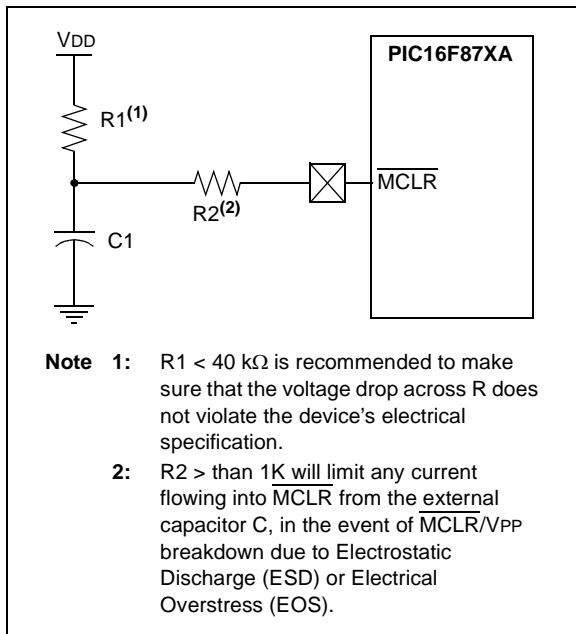 VDD
PIC16F87XA
R1(1)
MCLR
R2(2)
C1
Note 1: R1 < 40 kΩ is recommended to make
sure that the voltage drop across R does
not violate the device's electrical
specification.
2: R2 > than 1K will limit any current
flowing into MCLR from the external
capacitor C, in the event of MCLR/VPP
breakdown due to Electrostatic
Discharge (ESD) or Electrical
Overstress (EOS).